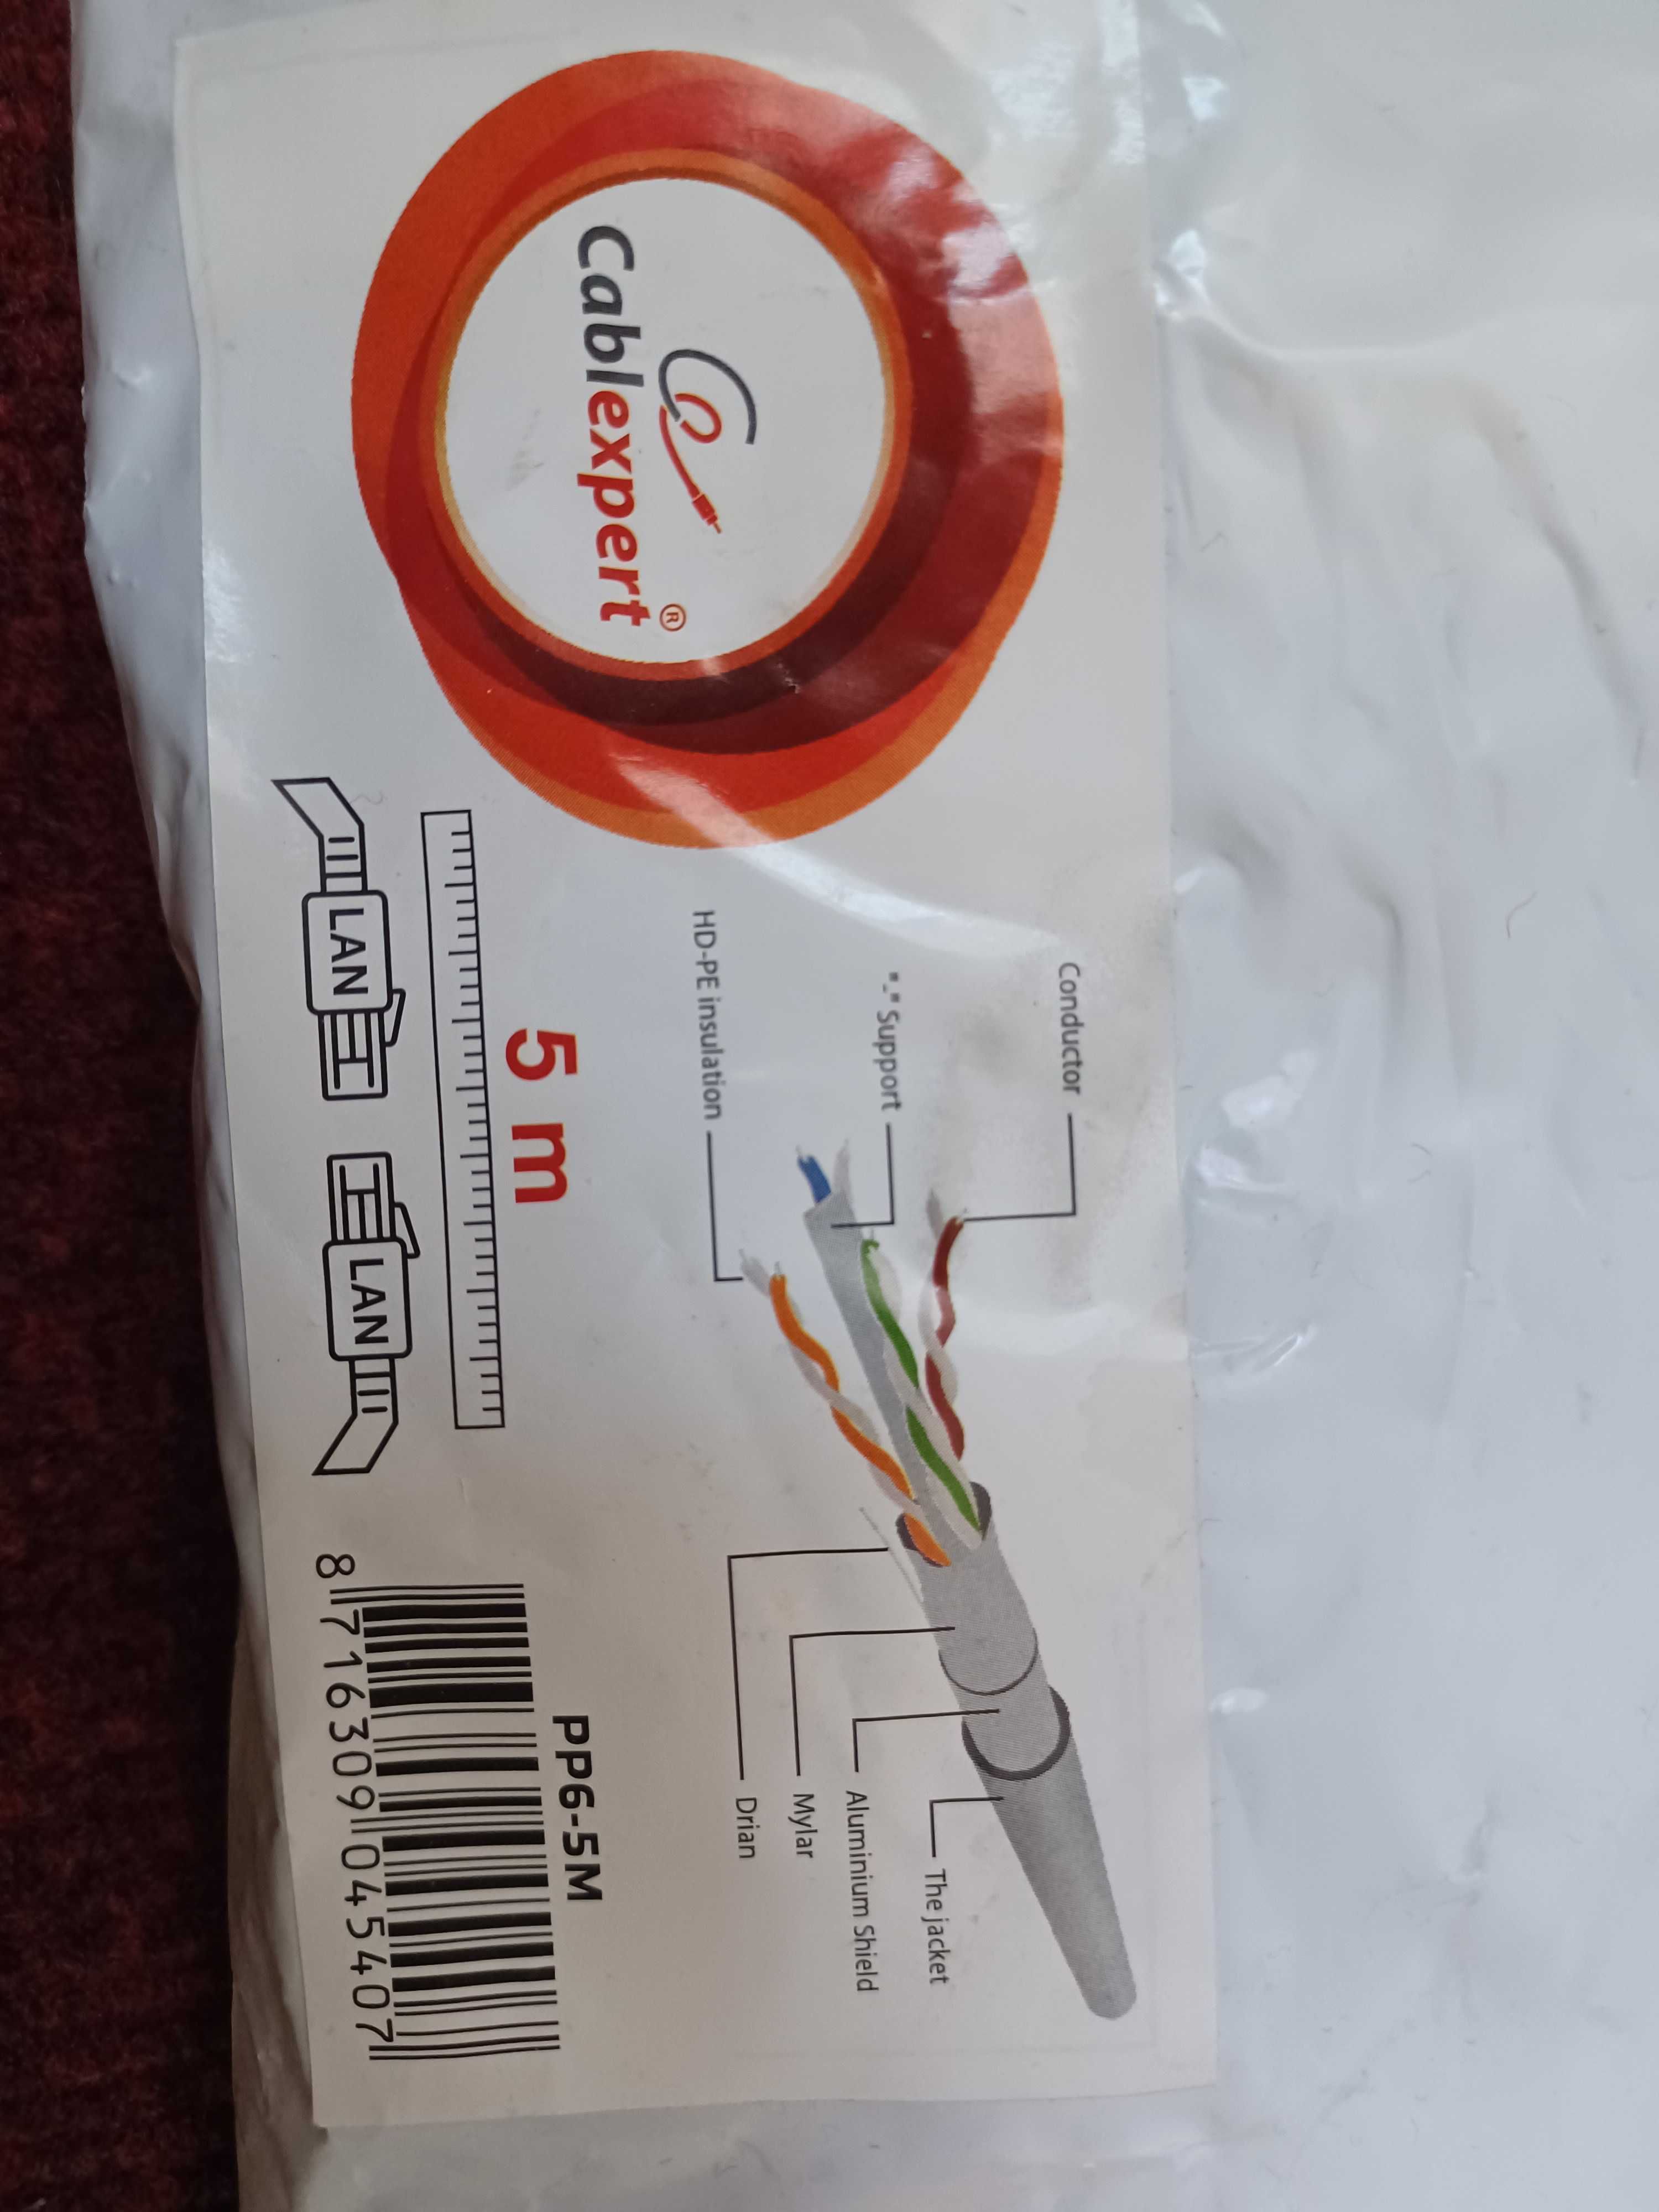 Cablexpert®
Conductor
"-" Support
HD-PE insulation
The jacket
Aluminium Shield
Mylar
Drian
5 m
LAN
LAN
PP6-5M
8 716309 045407